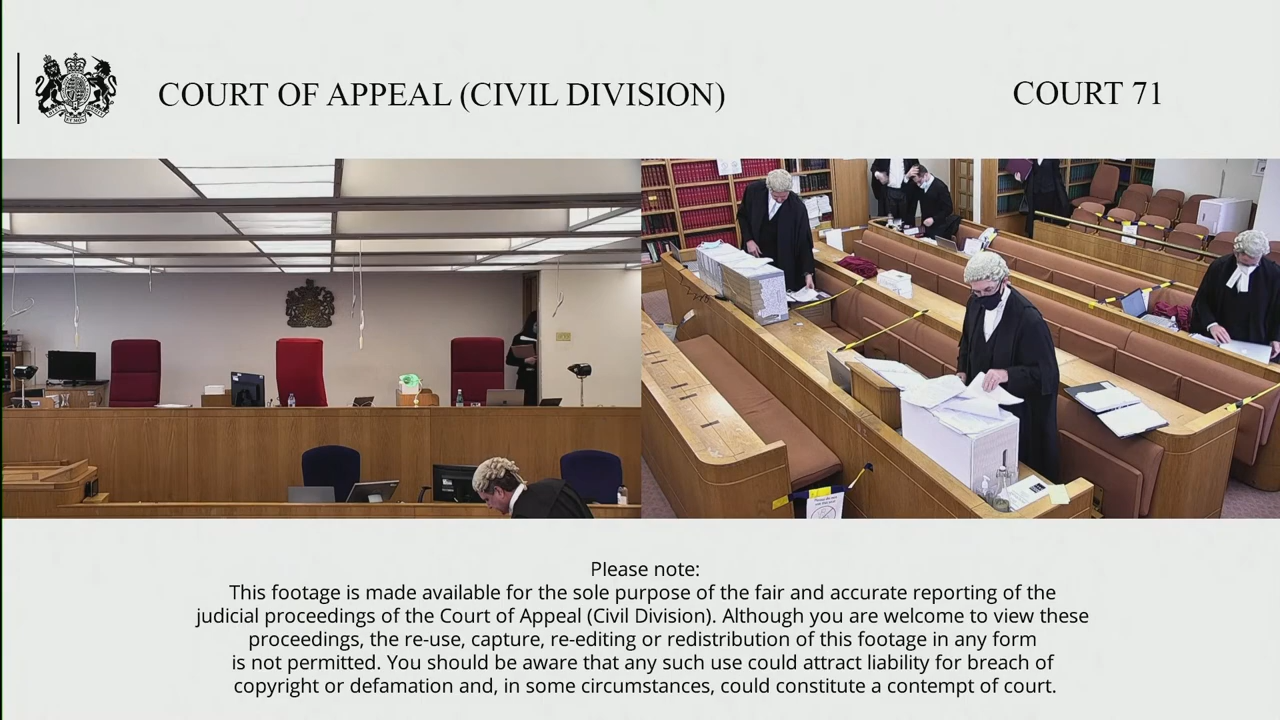 COURT OF APPEAL (CIVIL DIVISION)
COURT 71
Please note:
This footage is made available for the sole purpose of the fair and accurate reporting of the
judicial proceedings of the Court of Appeal (Civil Division). Although you are welcome to view these
proceedings, the re-use, capture, re-editing or redistribution of this footage in any form
is not permitted. You should be aware that any such use could attract liability for breach of
copyright or defamation and, in some circumstances, could constitute a contempt of court.